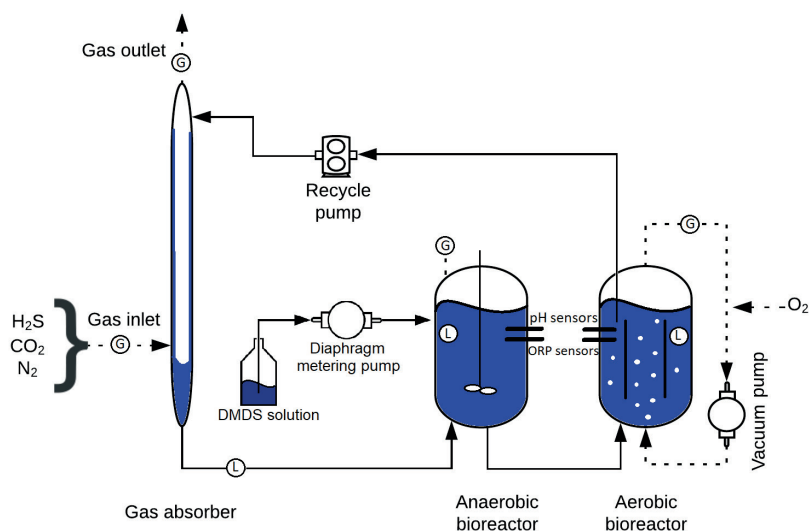 Gas outlet
G
Recycle
pump
G
G
H₂S
CO₂
N₂
Gas inlet
G
pH sensors
L
L
ORP sensors
O₂
Diaphragm
metering pump
DMDS solution
Vacuum pump
L
Gas absorber
Anaerobic
bioreactor
Aerobic
bioreactor